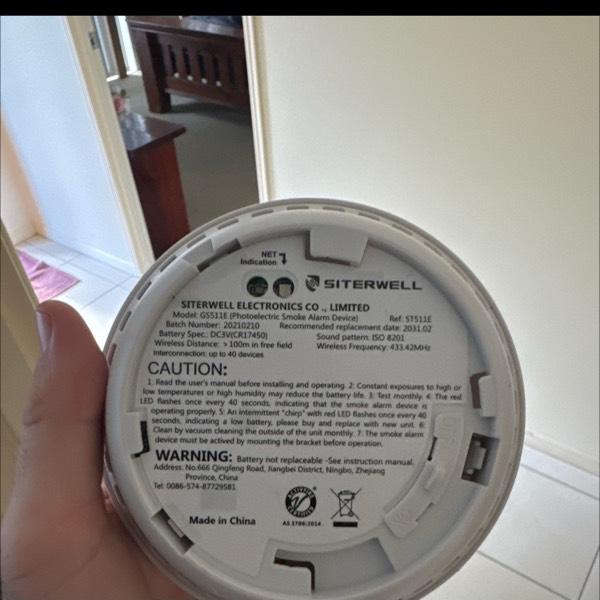 NET
Indication
SITERWELL
SITERWELL ELECTRONICS CO ., LIMITED
Model: GS511E (Photoelectric Smoke Alarm Device) Ref: ST511E
Batch Number: 20210210 Recommended replacement date: 2031.02
Battery Spec.: DC3V(CR17450) Sound pattern: ISO 8201
Wireless Distance: >100m in free field Wireless Frequency: 433.42MHz
Interconnection: up to 40 devices
CAUTION:
1: Read the user's manual before installing and operating. 2: Constant exposures to high or
low temperatures or high humidity may reduce the battery life. 3: Test monthly. 4: The red
LED flashes once every 40 seconds, indicating that the smoke alarm device is
operating properly. 5: An intermittent "chirp" with red LED flashes once every 40
seconds, indicating a low battery, please buy and replace with new unit. 6:
Clean by vacuum cleaning the outside of the unit monthly. 7: The smoke alarm
device must be actived by mounting the bracket before operation.
WARNING: Battery not replaceable -See instruction manual.
Address: No.666 Qingfeng Road, Jiangbei District, Ningbo, Zhejiang
Province, China
Tel: 0086-574-87729581
Made in China
AS 3786:2014